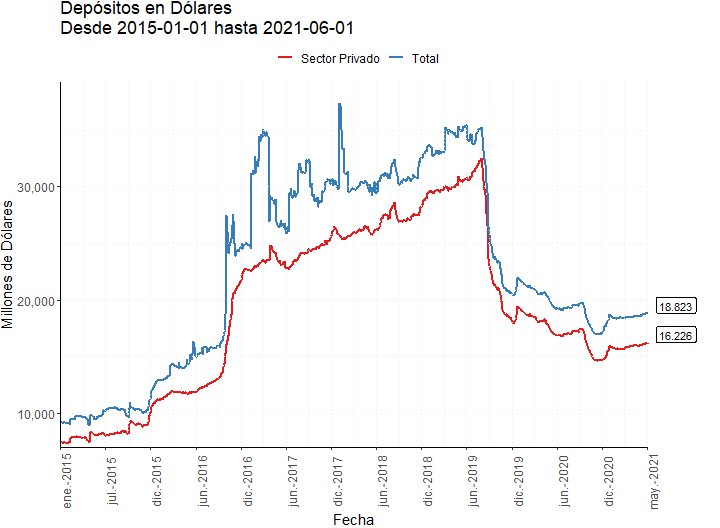 Depósitos en Dólares
Desde 2015-01-01 hasta 2021-06-01
Sector Privado
Total
Millones de Dólares
30,000
20,000
10,000
18.823
16.226
ene.-2015
jul.-2015
dic.-2015
jun.-2016
dic.-2016
jun.-2017
dic.-2017
jun.-2018
dic.-2018
jun.-2019
dic.-2019
jun.-2020
dic.-2020
may.-2021
Fecha